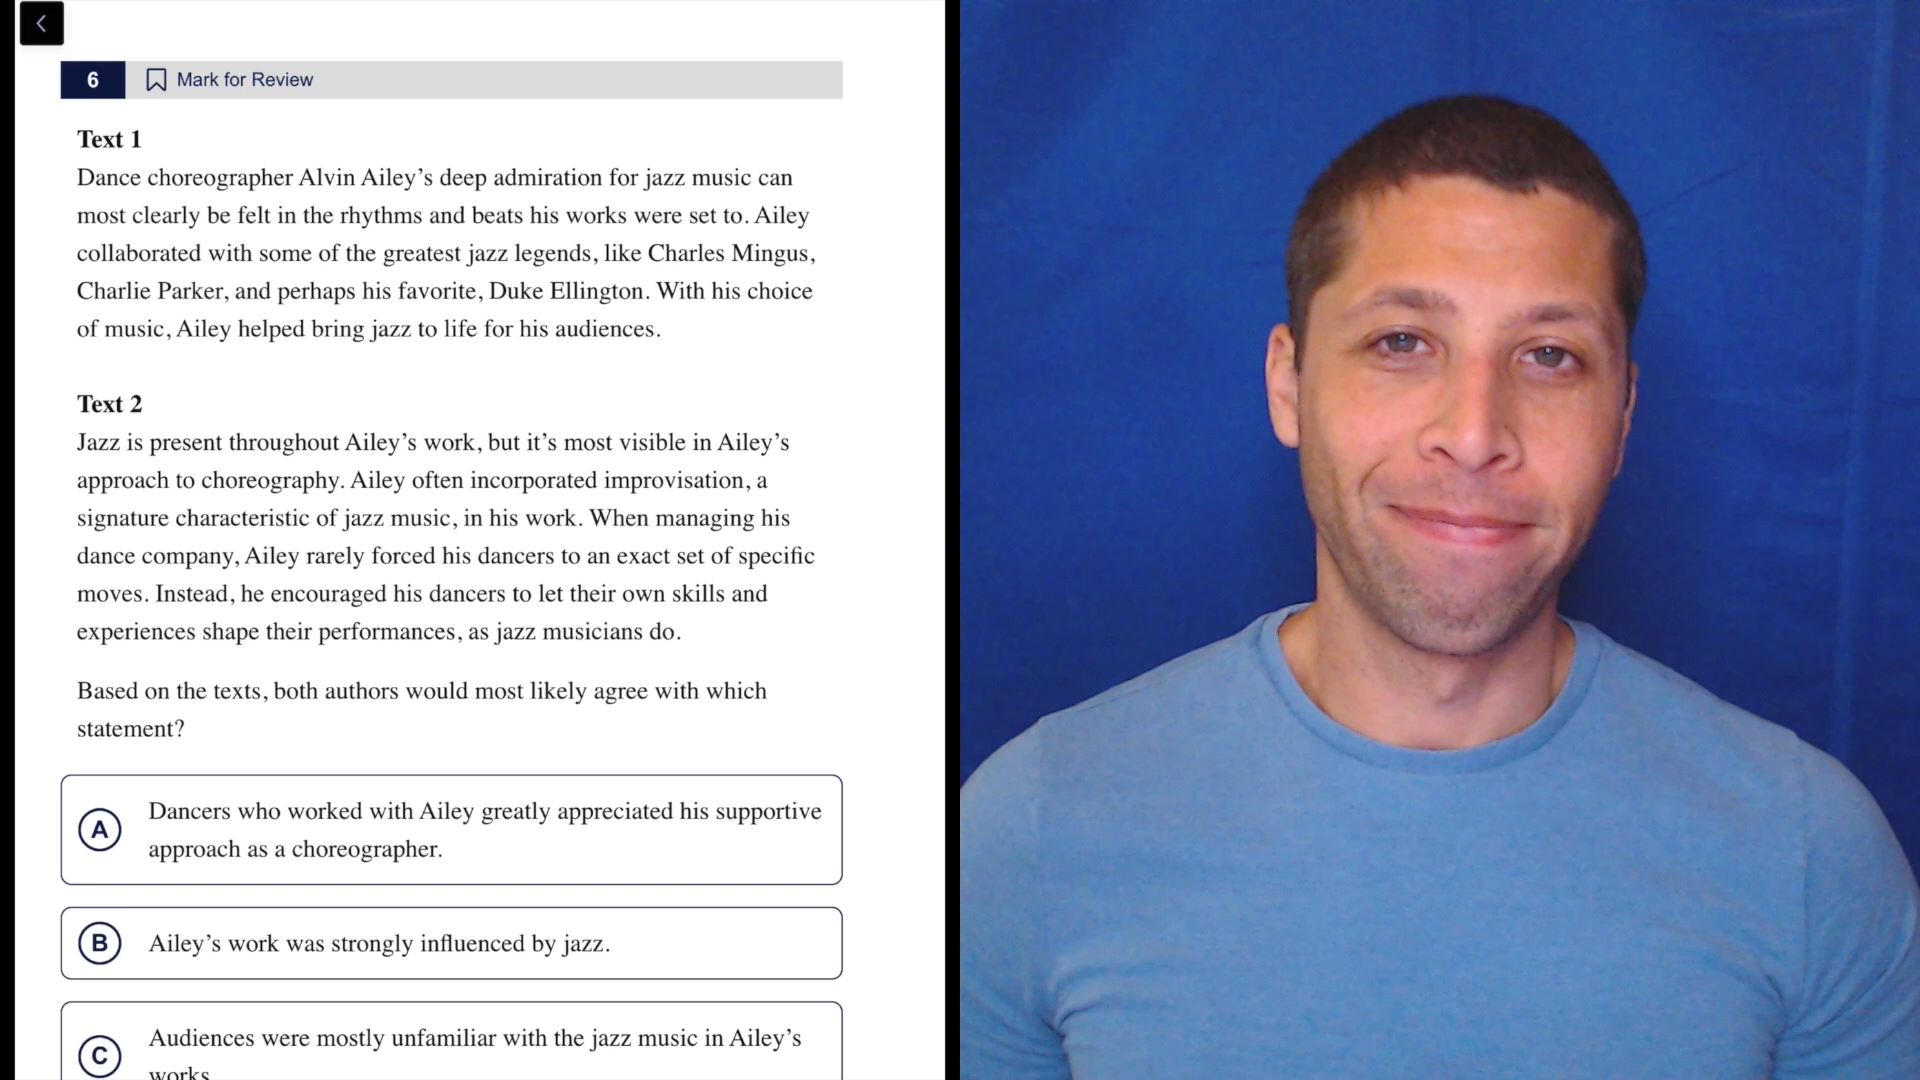 6 Mark for Review
Text 1
Dance choreographer Alvin Ailey’s deep admiration for jazz music can
most clearly be felt in the rhythms and beats his works were set to. Ailey
collaborated with some of the greatest jazz legends, like Charles Mingus,
Charlie Parker, and perhaps his favorite, Duke Ellington. With his choice
of music, Ailey helped bring jazz to life for his audiences.
Text 2
Jazz is present throughout Ailey’s work, but it’s most visible in Ailey’s
approach to choreography. Ailey often incorporated improvisation, a
signature characteristic of jazz music, in his work. When managing his
dance company, Ailey rarely forced his dancers to an exact set of specific
moves. Instead, he encouraged his dancers to let their own skills and
experiences shape their performances, as jazz musicians do.
Based on the texts, both authors would most likely agree with which
statement?
A Dancers who worked with Ailey greatly appreciated his supportive
approach as a choreographer.
B Ailey’s work was strongly influenced by jazz.
C Audiences were mostly unfamiliar with the jazz music in Ailey’s
works.